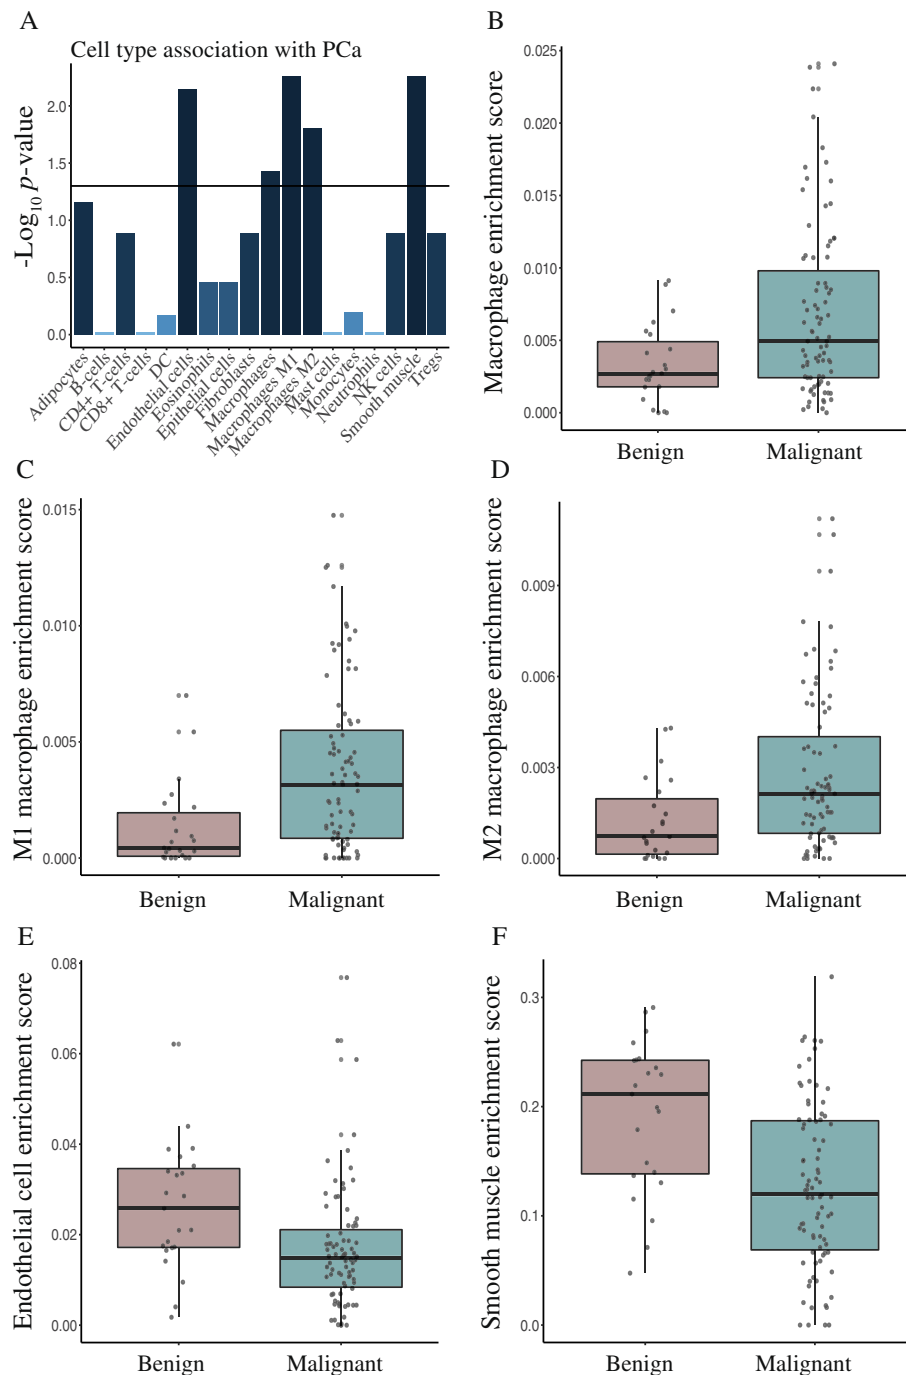 A
Cell type association with PCa
-Log10 p-value
2.0
1.5
1.0
0.5
0.0
Adipocytes
B cells
CD4+ T-cells
CD8+ T-cells
DC
Endothelial cells
Eosinophils
Epithelial cells
Fibroblasts
Macrophages
Macrophages M1
Macrophages M2
Mast cells
Monocytes
Neutrophils
NK cells
Smooth muscle
Tregs
B
Macrophage enrichment score
0.025
0.020
0.015
0.010
0.005
0.000
Benign Malignant
C
M1 macrophage enrichment score
0.015
0.010
0.005
0.000
Benign Malignant
D
M2 macrophage enrichment score
0.009
0.006
0.003
0.000
Benign Malignant
E
Endothelial cell enrichment score
0.08
0.06
0.04
0.02
0.00
Benign Malignant
F
Smooth muscle enrichment score
0.3
0.2
0.1
0.0
Benign Malignant